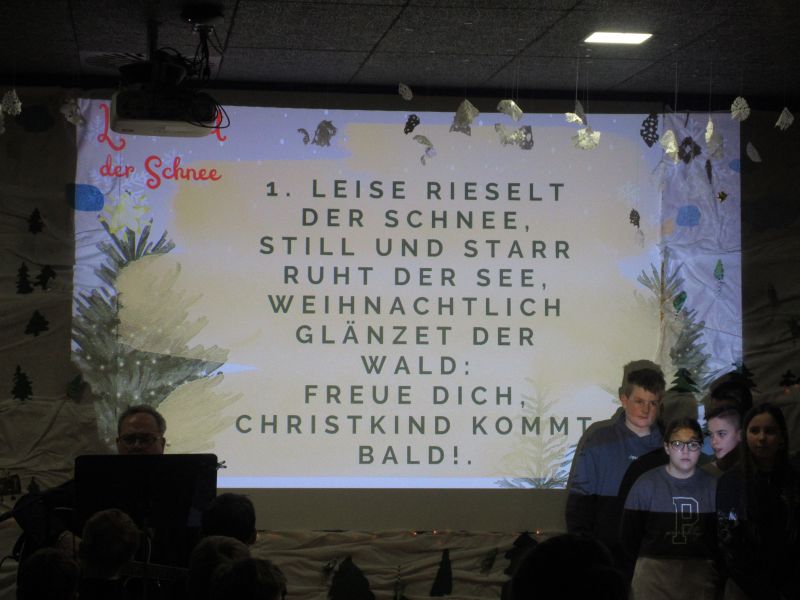 der Schnee
1. LEISE RIESELT
DER SCHNEE,
STILL UND STARR
RUHT DER SEE,
WEIHNACHTLICH
GLÄNZET DER
WALD:
FREUE DICH,
CHRISTKIND KOMMT
BALD!.
P